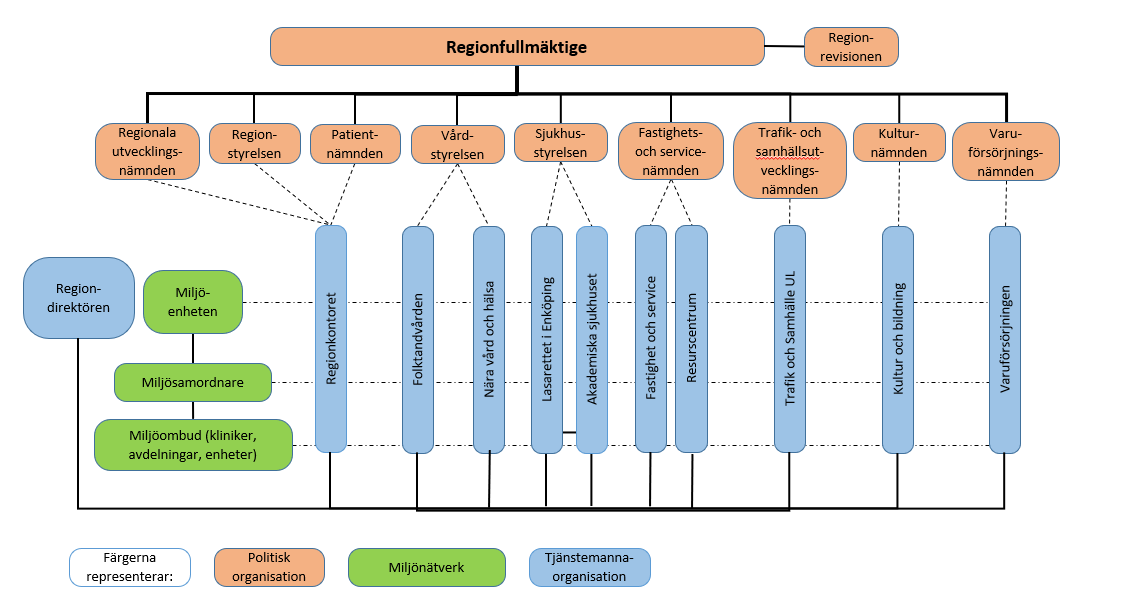 Regionfullmäktige
Region-
revisionen
Regionala
utvecklings-
nämnden
Region-
styrelsen
Patient-
nämnden
Vård-
styrelsen
Sjukhus-
styrelsen
Fastighets-
och service-
nämnden
Trafik- och
samhällsut-
vecklings-
nämnden
Kultur-
nämnden
Varu-
försörjnings-
nämnden
Region-
direktören
Miljö-
enheten
Miljösamordnare
Miljöombud (kliniker,
avdelningar, enheter)
Regionkontoret
Folktandvården
Nära vård och hälsa
Lasarettet i Enköping
Akademiska sjukhuset
Fastighet och service
Resurscentrum
Trafik och Samhälle UL
Kultur och bildning
Varuförsörjningen
Färgerna
representerar:
Politisk
organisation
Miljönätverk
Tjänstemanna-
organisation